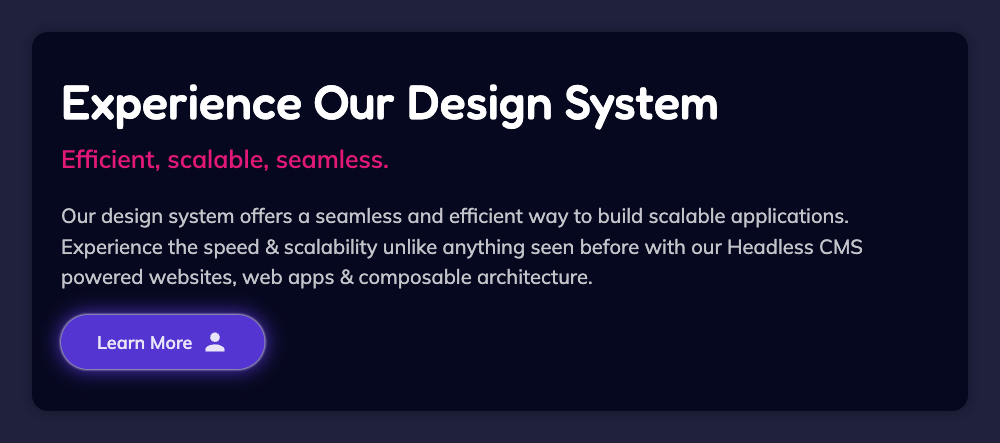 Experience Our Design System
Efficient, scalable, seamless.
Our design system offers a seamless and efficient way to build scalable applications.
Experience the speed & scalability unlike anything seen before with our Headless CMS
powered websites, web apps & composable architecture.
Learn More